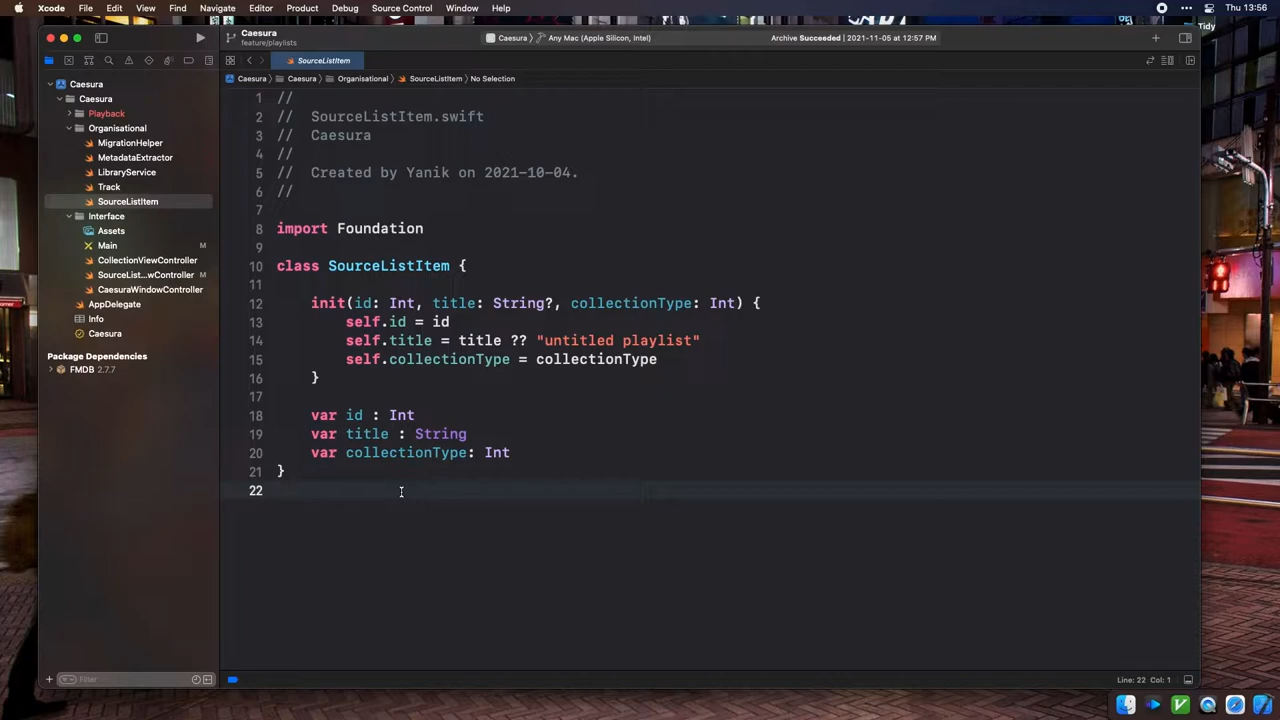 Xcode File Edit View Find Navigate Editor Product Debug Source Control Window Help Thu 13:56
Tidy
Caesura
feature/playlists
Caesura 〉 Any Mac (Apple Silicon, Intel)
Archive Succeeded | 2021-11-05 at 12:57 PM
SourceListItem
Caesura 〉 Caesura 〉 Organisational 〉 SourceListItem 〉 No Selection
Caesura
Caesura
Playback
Organisational
MigrationHelper
MetadataExtractor
LibraryService
Track
SourceListItem
Interface
Assets
Main M
CollectionViewController
SourceList...wController M
CaesuraWindowController
AppDelegate
Info
Caesura
Package Dependencies
FMDB 2.7.7
Filter
1 //
2 // SourceListItem.swift
3 // Caesura
4 //
5 // Created by Yanik on 2021-10-04.
6 //
7
8 import Foundation
9
10 class SourceListItem {
11
12 init(id: Int, title: String?, collectionType: Int) {
13 self.id = id
14 self.title = title ?? "untitled playlist"
15 self.collectionType = collectionType
16 }
17
18 var id : Int
19 var title : String
20 var collectionType: Int
21 }
22
Line: 22 Col: 1